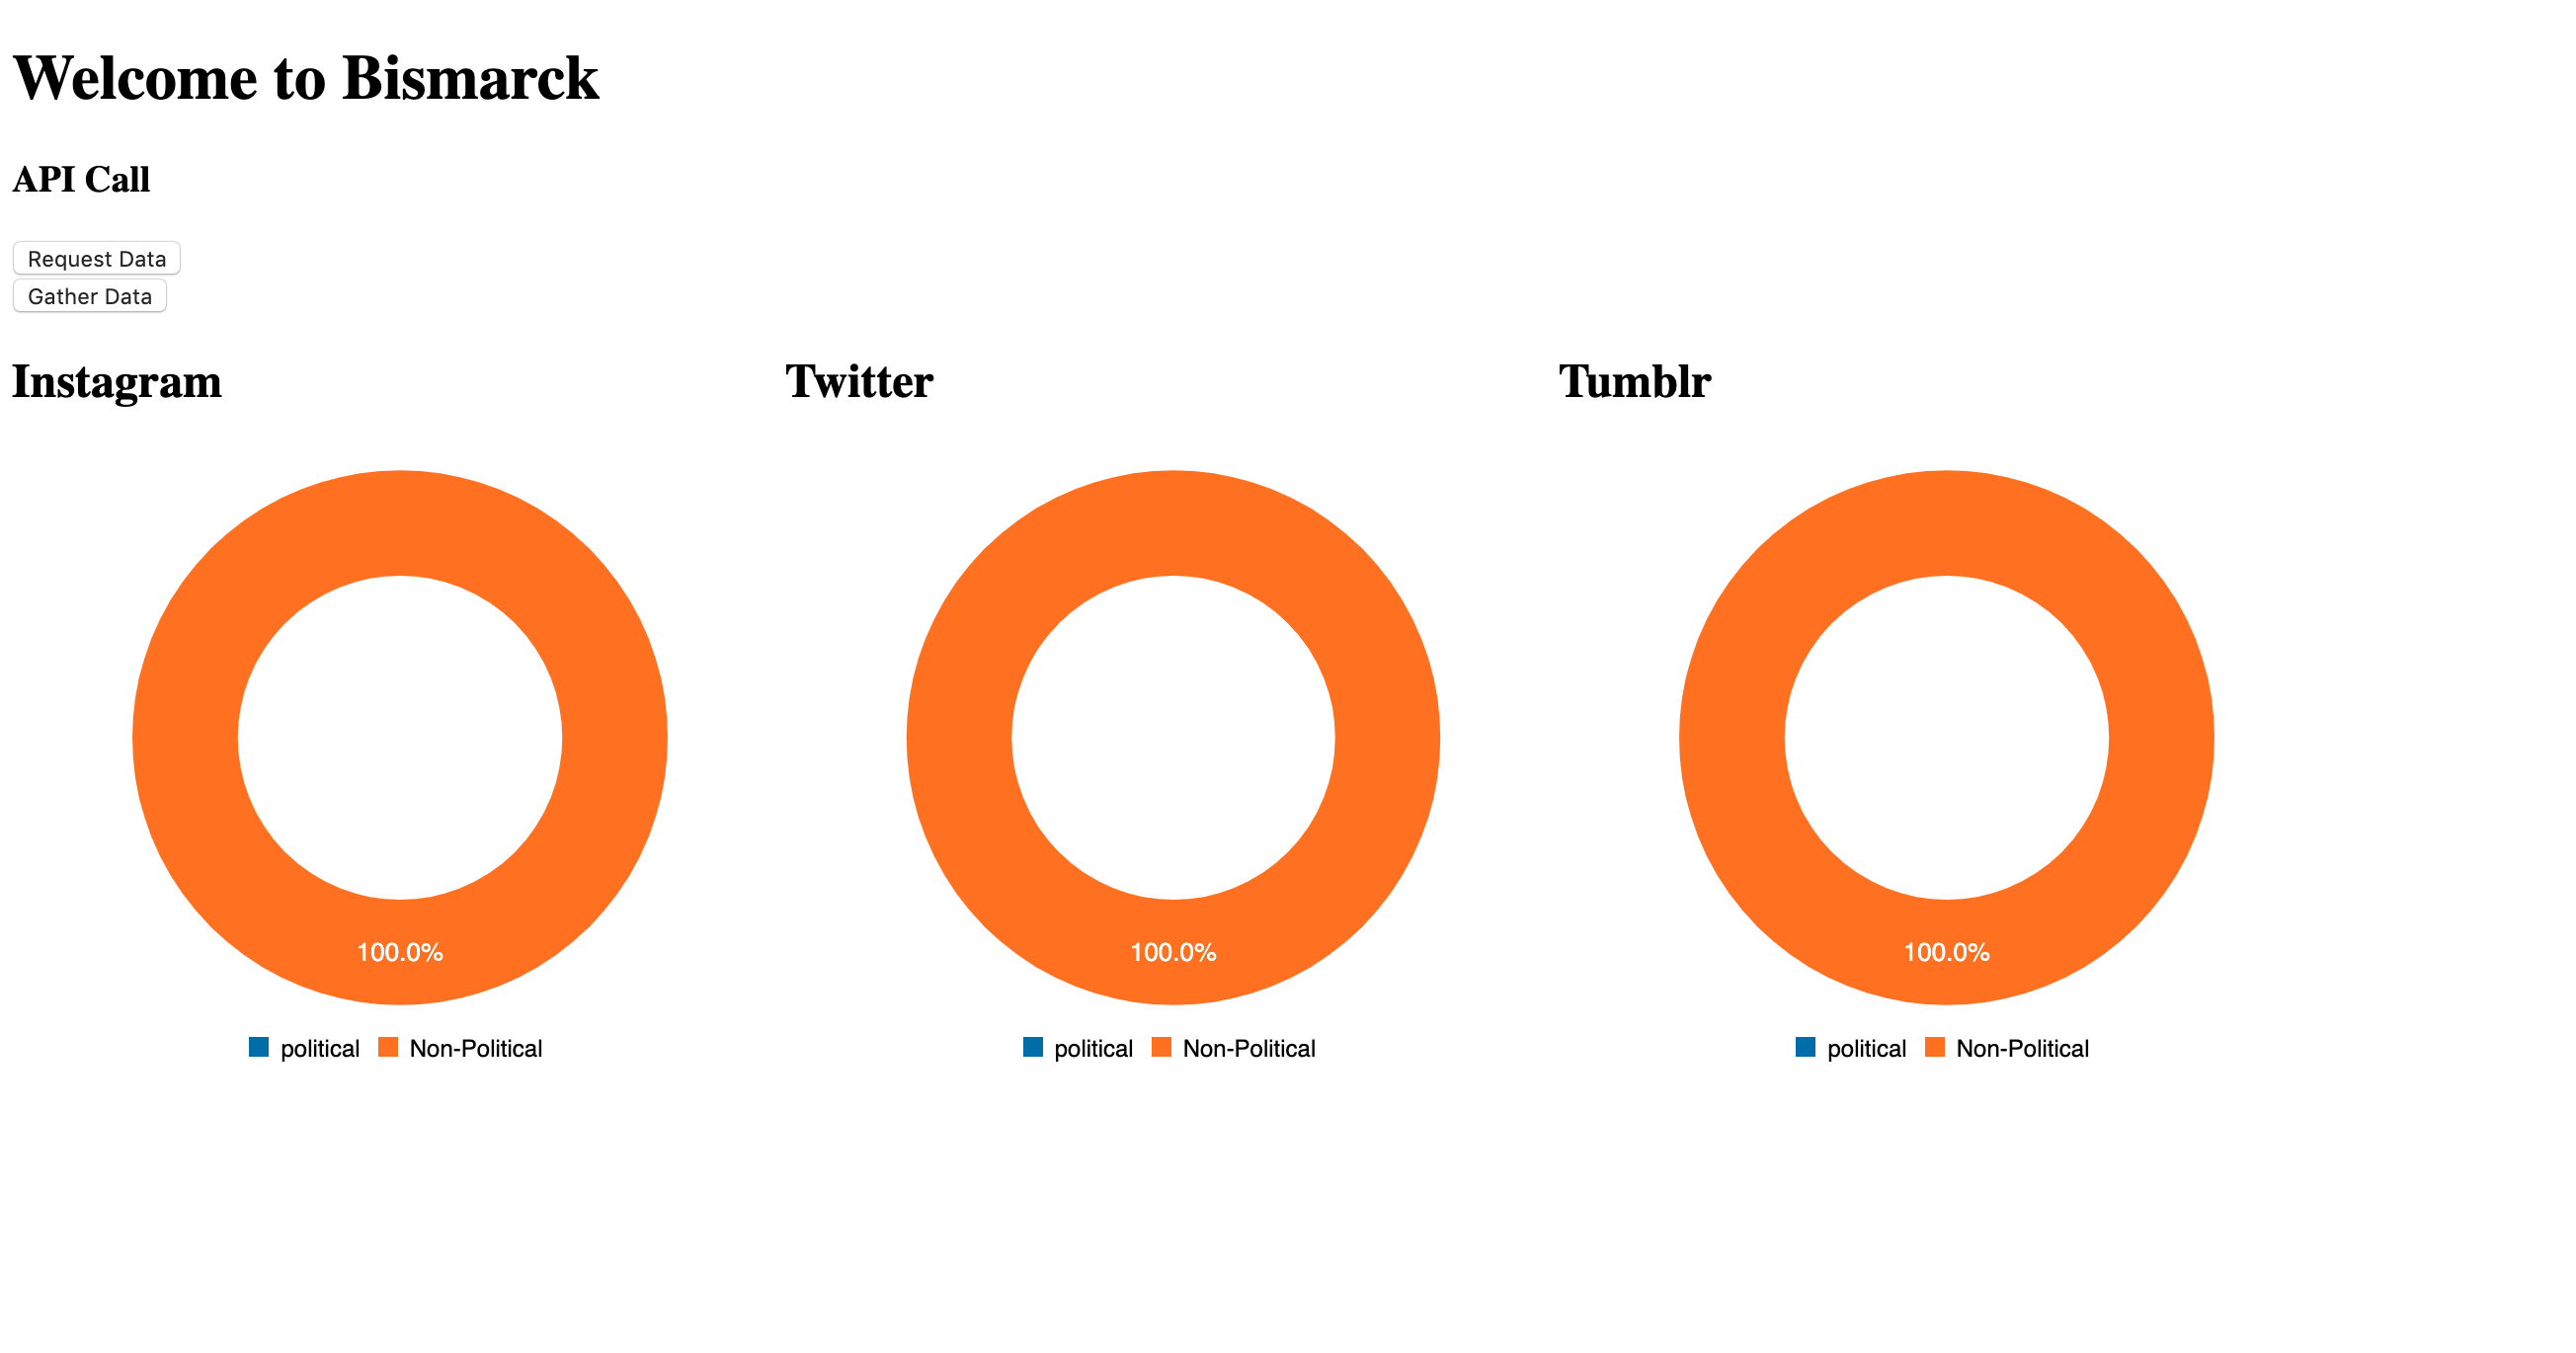 Welcome to Bismarck
API Call
Request Data
Gather Data
Instagram
Twitter
Tumblr
100.0%
100.0%
100.0%
political Non-Political
political Non-Political
political Non-Political